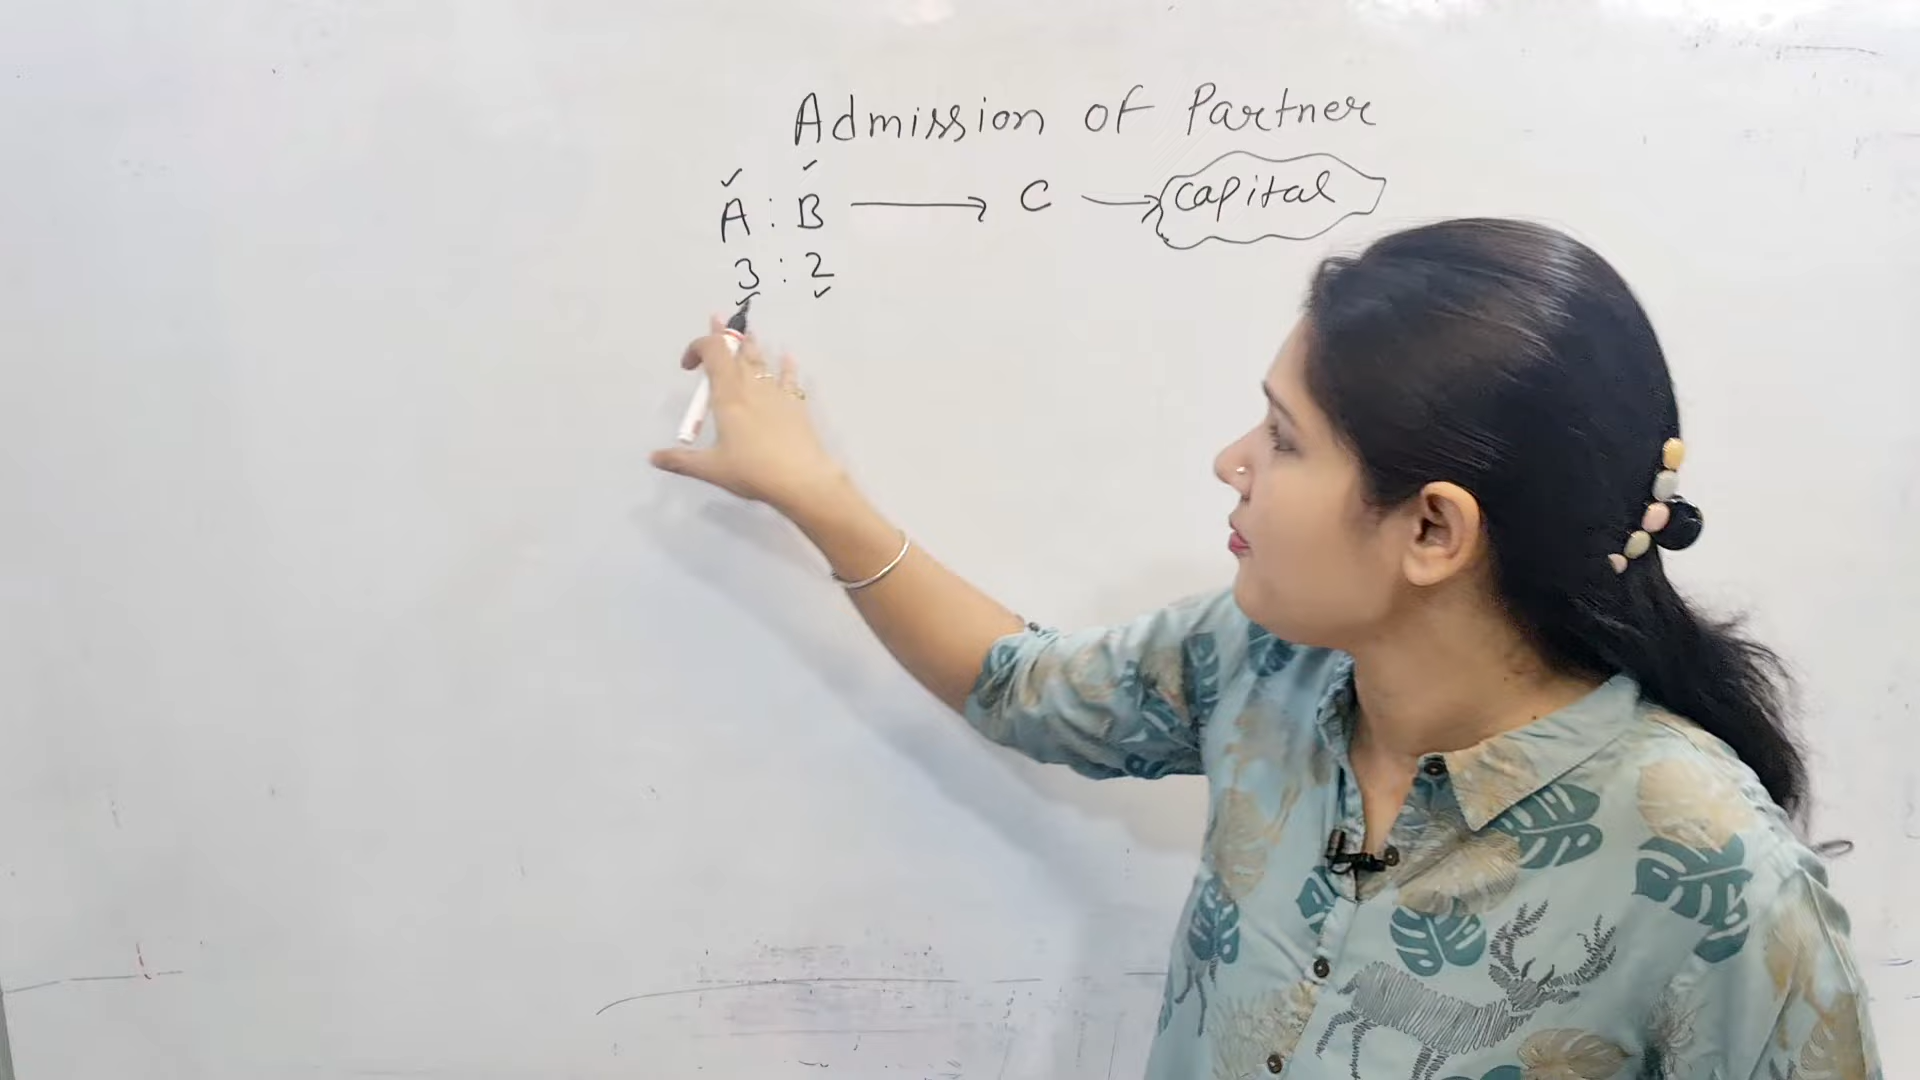 Admission of Partner
A : B → C → Capital
3 : 2